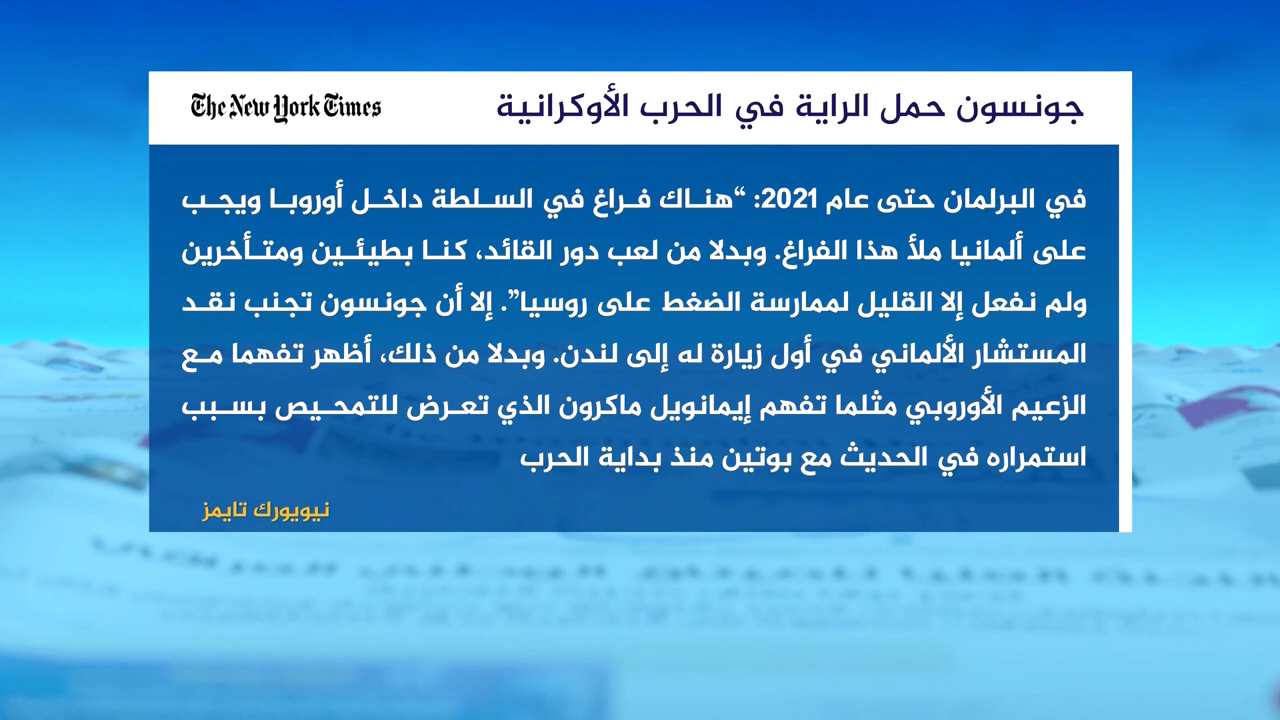 جونسون حمل الراية في الحرب الأوكرانية
The New York Times
في البرلمان حتى عام 2021: “هناك فراغ في السلطة داخل أوروبا ويجب
على ألمانيا ملأ هذا الفراغ. وبدلا من لعب دور القائد، كنا بطيئين ومتأخرين
ولم نفعل إلا القليل لممارسة الضغط على روسيا”. إلا أن جونسون تجنب نقد
المستشار الألماني في أول زيارة له إلى لندن. وبدلا من ذلك، أظهر تفهما مع
الزعيم الأوروبي مثلما تفهم إيمانويل ماكرون الذي تعرض للتمحيص بسبب
استمراره في الحديث مع بوتين منذ بداية الحرب
نيويورك تايمز